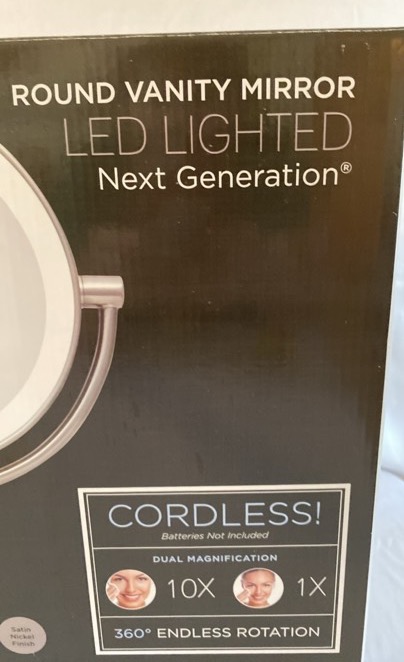 ROUND VANITY MIRROR
LED LIGHTED
Next Generation®
CORDLESS!
Batteries Not Included
DUAL MAGNIFICATION
10X 1X
360° ENDLESS ROTATION
Satin
Nickel
Finish